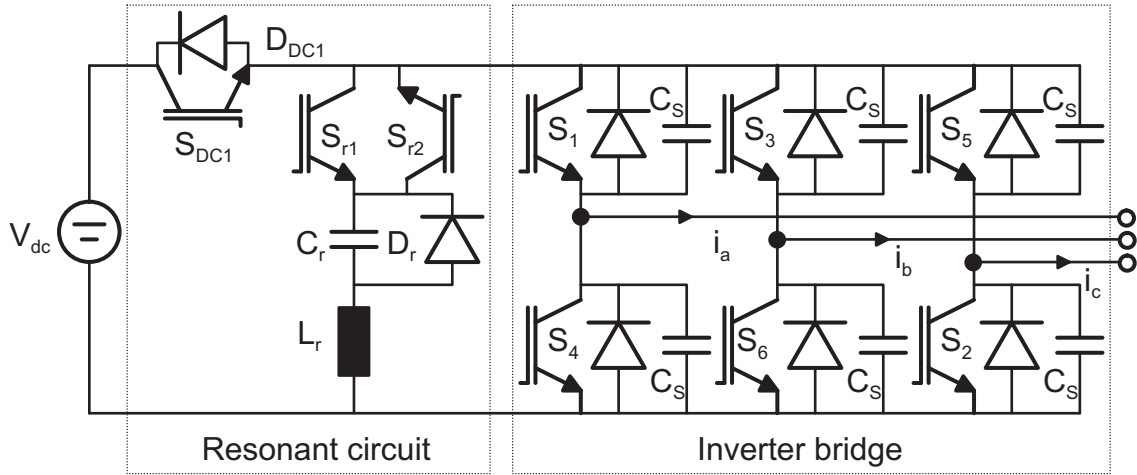 D_DC1
S_DC1
S_r1
S_r2
S_1
C_S
S_3
C_S
S_5
C_S
V_dc
C_r
D_r
i_a
i_b
i_c
L_r
S_4
C_S
S_6
C_S
S_2
C_S
Resonant circuit
Inverter bridge